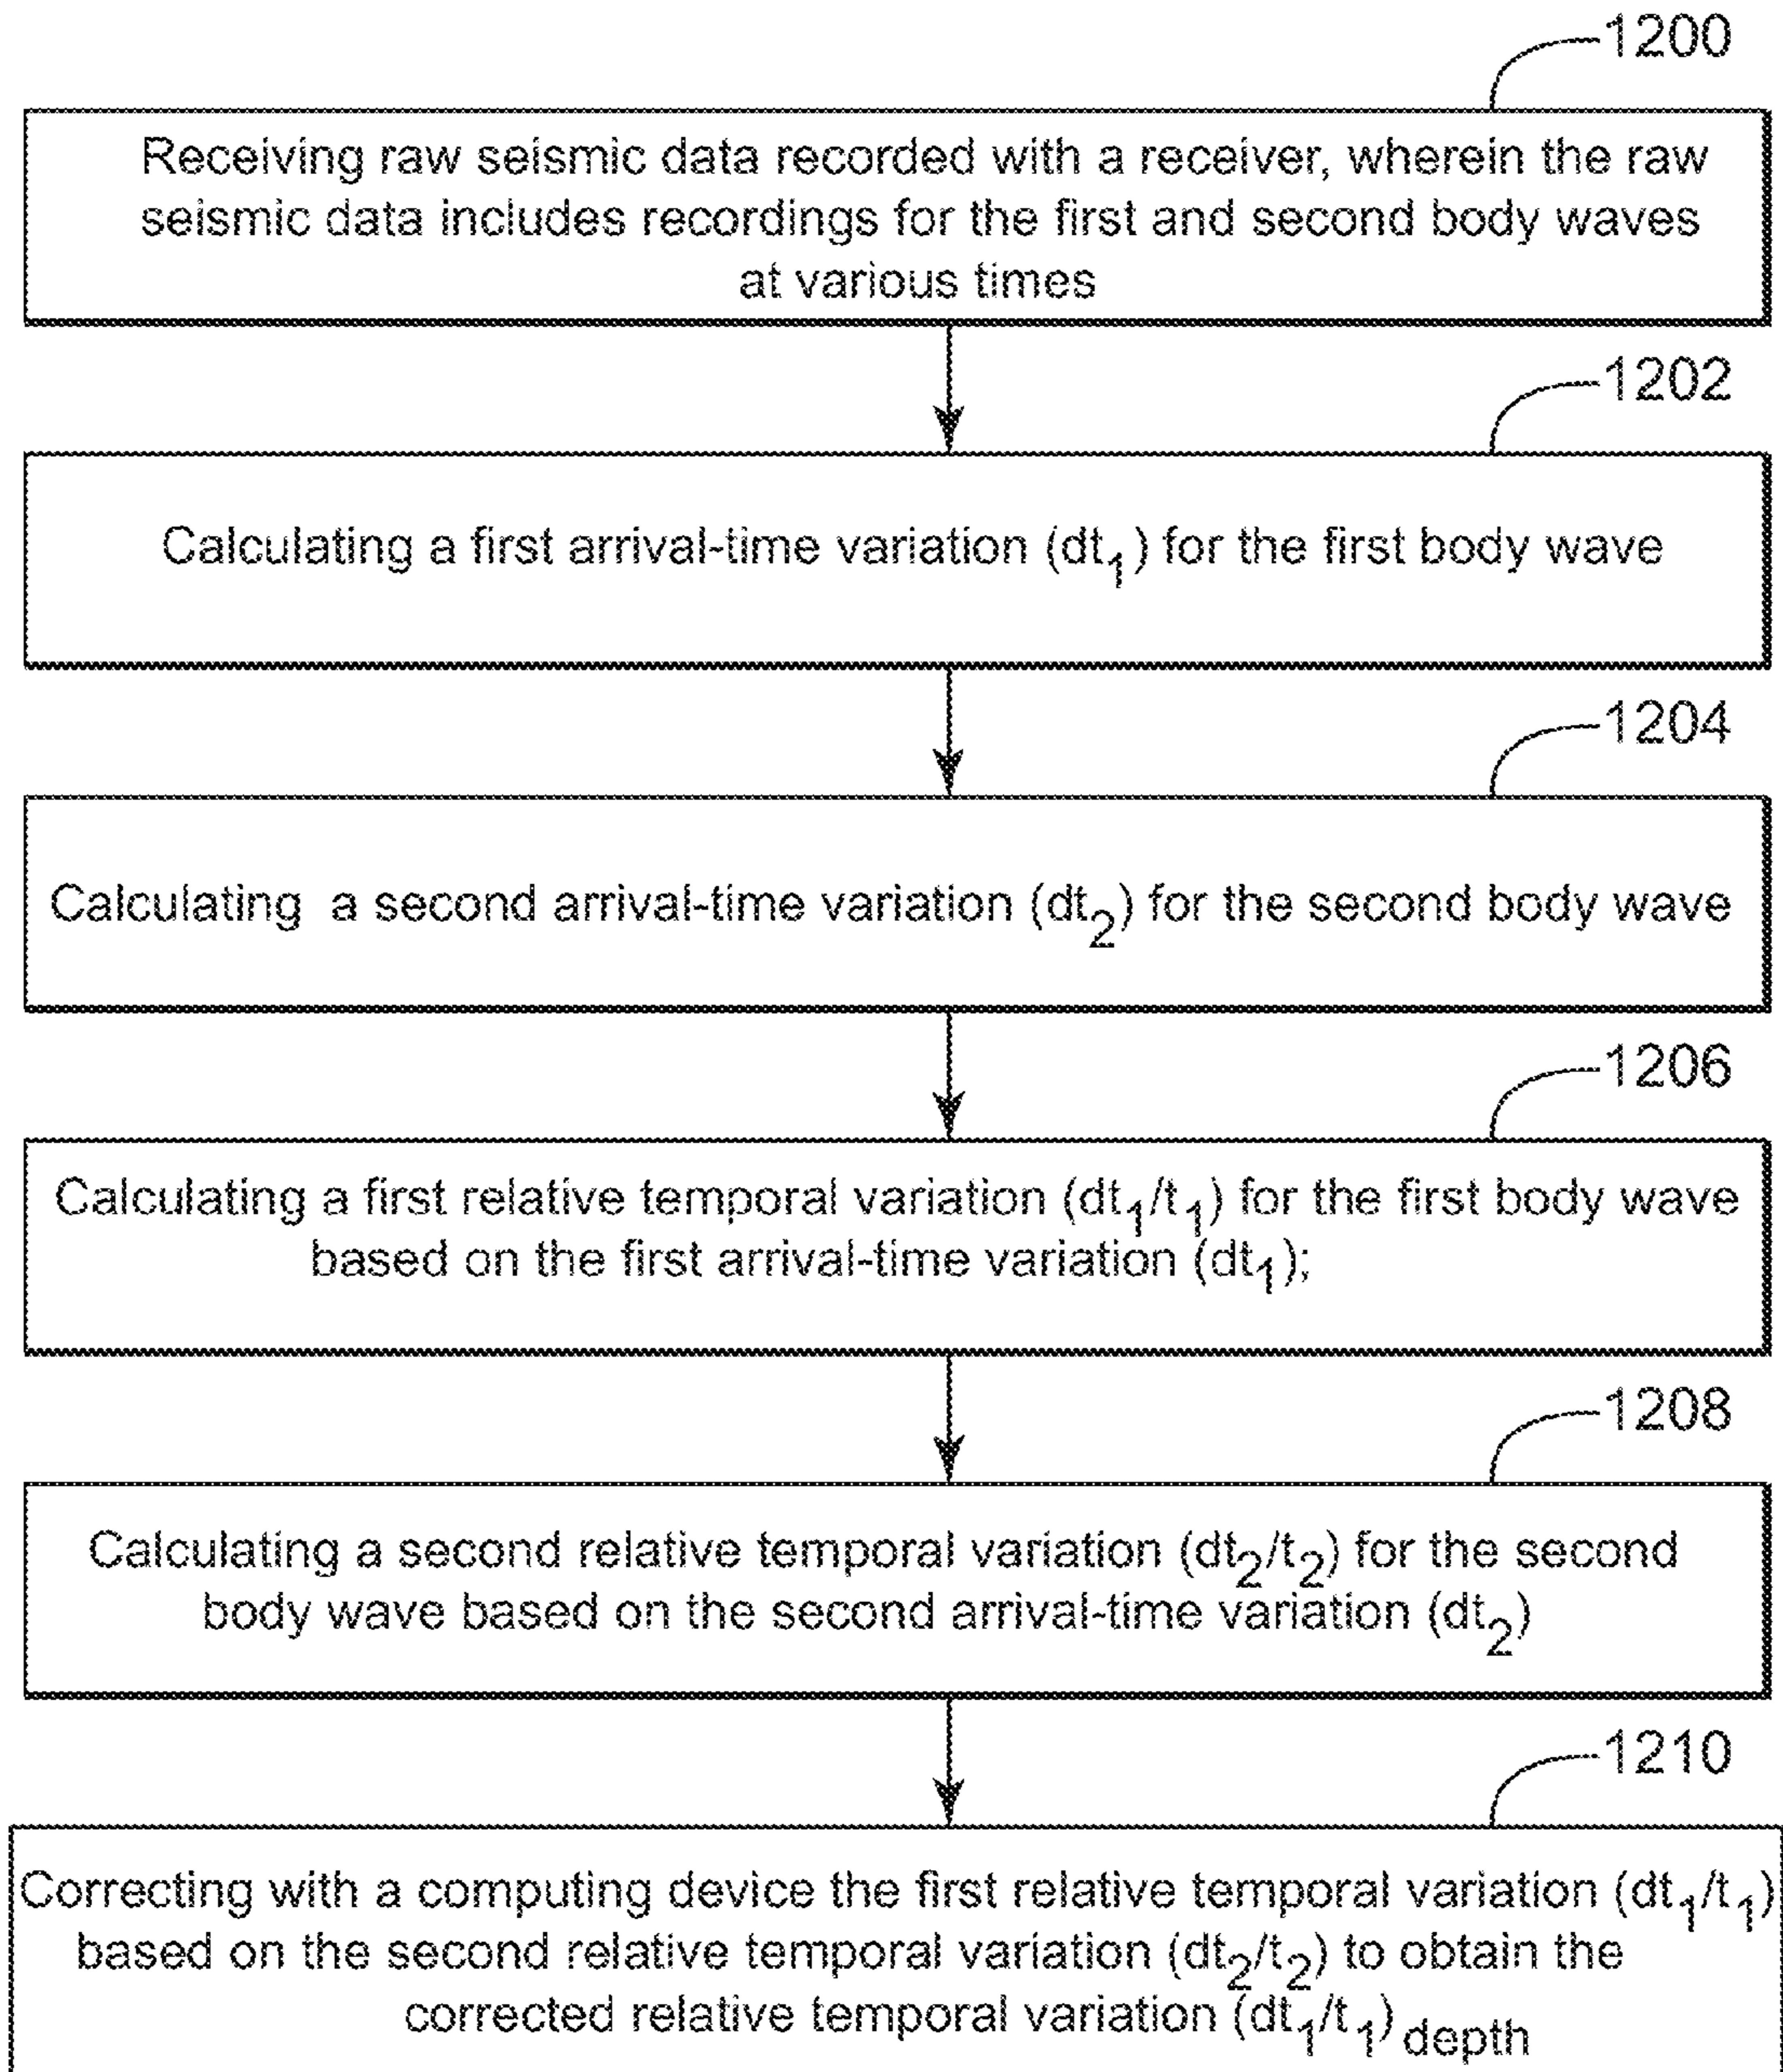 1200
Receiving raw seismic data recorded with a receiver, wherein the raw
seismic data includes recordings for the first and second body waves
at various times
1202
Calculating a first arrival-time variation (dt1) for the first body wave
1204
Calculating a second arrival-time variation (dt2) for the second body wave
1206
Calculating a first relative temporal variation (dt1/t1) for the first body wave
based on the first arrival-time variation (dt1);
1208
Calculating a second relative temporal variation (dt2/t2) for the second
body wave based on the second arrival-time variation (dt2)
1210
Correcting with a computing device the first relative temporal variation (dt1/t1)
based on the second relative temporal variation (dt2/t2) to obtain the
corrected relative temporal variation (dt1/t1)depth